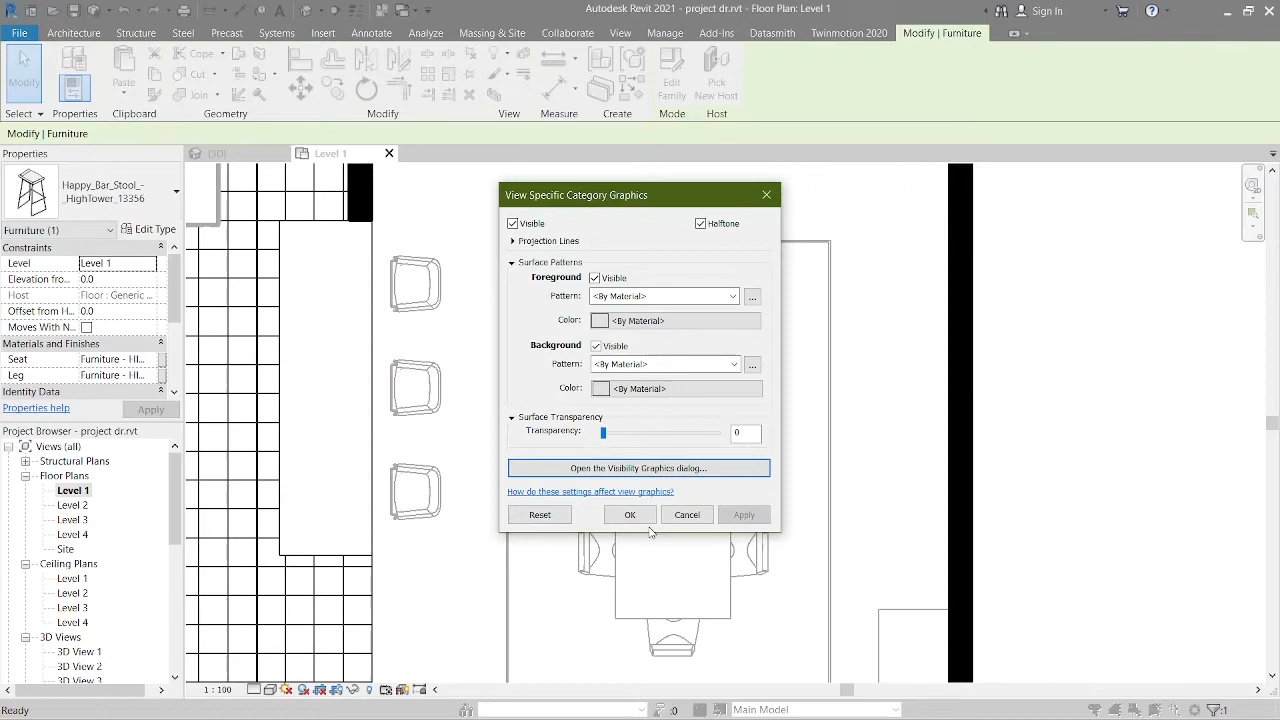 Autodesk Revit 2021 - project dr.rvt - Floor Plan: Level 1
Sign In
File Architecture Structure Steel Precast Systems Insert Annotate Analyze Massing & Site Collaborate View Manage Add-Ins Datasmith Twinmotion 2020 Modify | Furniture
Modify
Paste
Cope
Cut
Join
Edit Family
Pick New Host
Select Properties Clipboard Geometry Modify View Measure Create Mode Host
Modify | Furniture
Properties
(3D)
Level 1
Happy_Bar_Stool_-
_HighTower_13356
Furniture (1)
Edit Type
Constraints
Level Level 1
Elevation fro... 0.0
Host Floor : Generic ...
Offset from H... 0.0
Moves With N...
Materials and Finishes
Seat Furniture - HI...
Leg Furniture - HI...
Identity Data
Properties help
Apply
Project Browser - project dr.rvt
Views (all)
Structural Plans
Floor Plans
Level 1
Level 2
Level 3
Level 4
Site
Ceiling Plans
Level 1
Level 2
Level 3
Level 4
3D Views
3D View 1
3D View 2
3D View 3
View Specific Category Graphics
Visible
Halftone
Projection Lines
Surface Patterns
Foreground Visible
Pattern: <By Material> ...
Color: <By Material>
Background Visible
Pattern: <By Material> ...
Color: <By Material>
Surface Transparency
Transparency: 0
Open the Visibility Graphics dialog...
How do these settings affect view graphics?
Reset OK Cancel Apply
1 : 100
Ready
:0
Main Model
:1